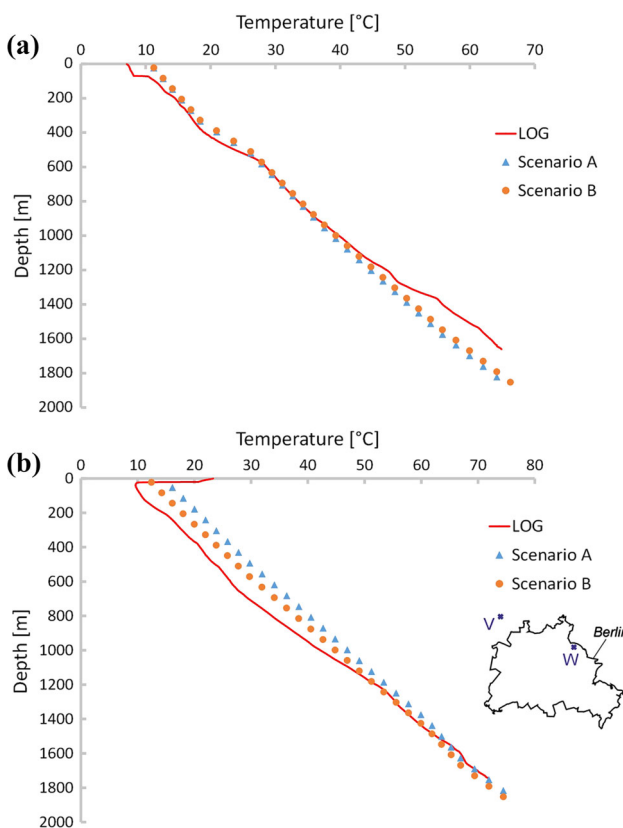 Temperature [°C]
(a)
0 10 20 30 40 50 60 70
0
200
400
600
800
1000
1200
1400
1600
1800
2000
Depth [m]
LOG
Scenario A
Scenario B
Temperature [°C]
(b)
0 10 20 30 40 50 60 70 80
0
200
400
600
800
1000
1200
1400
1600
1800
2000
Depth [m]
LOG
Scenario A
Scenario B
V
W
Berlin